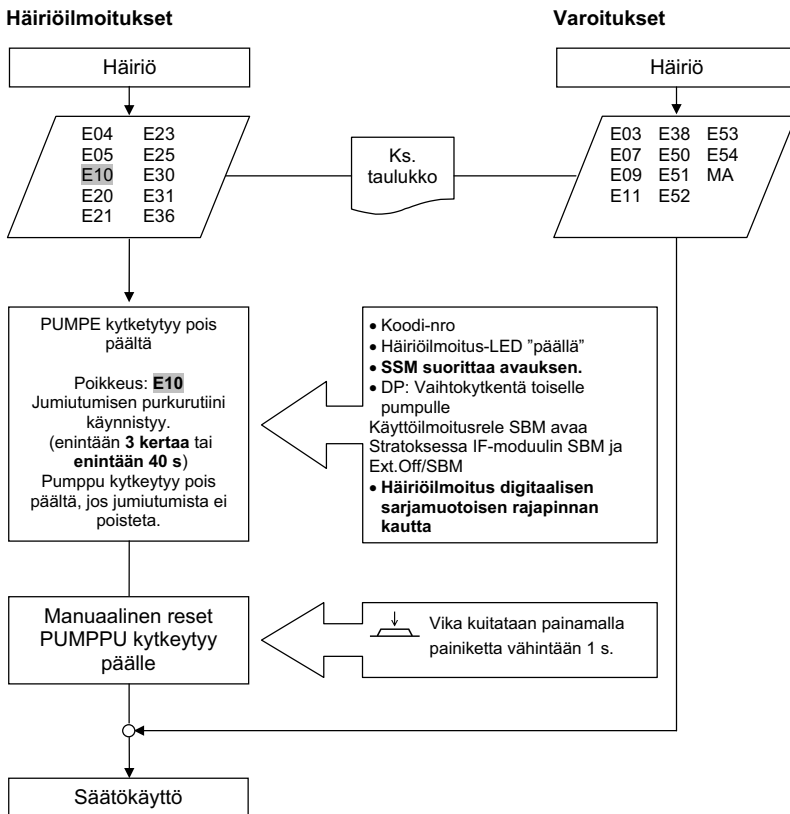 Häiriöilmoitukset
Varoitukset
Häiriö
Häiriö
E04 E23
E05 E25
E10 E30
E20 E31
E21 E36
Ks.
taulukko
E03 E38 E53
E07 E50 E54
E09 E51 MA
E11 E52
PUMPE kytketytyy pois
päältä
Poikkeus: E10
Jumiutumisen purkurutiini
käynnistyy.
(enintään 3 kertaa tai
enintään 40 s)
Pumppu kytkeytyy pois
päältä, jos jumiutumista ei
poisteta.
• Koodi-nro
• Häiriöilmoitus-LED ”päällä”
• SSM suorittaa avauksen.
• DP: Vaihtokytkentä toiselle
pumpulle
Käyttöilmoitusrele SBM avaa
Stratoksessa IF-moduulin SBM ja
Ext.Off/SBM
• Häiriöilmoitus digitaalisen
sarjamuotoisen rajapinnan
kautta
Manuaalinen reset
PUMPPU kytkeytyy
päälle
Vika kuitataan painamalla
painiketta vähintään 1 s.
Säätökäyttö